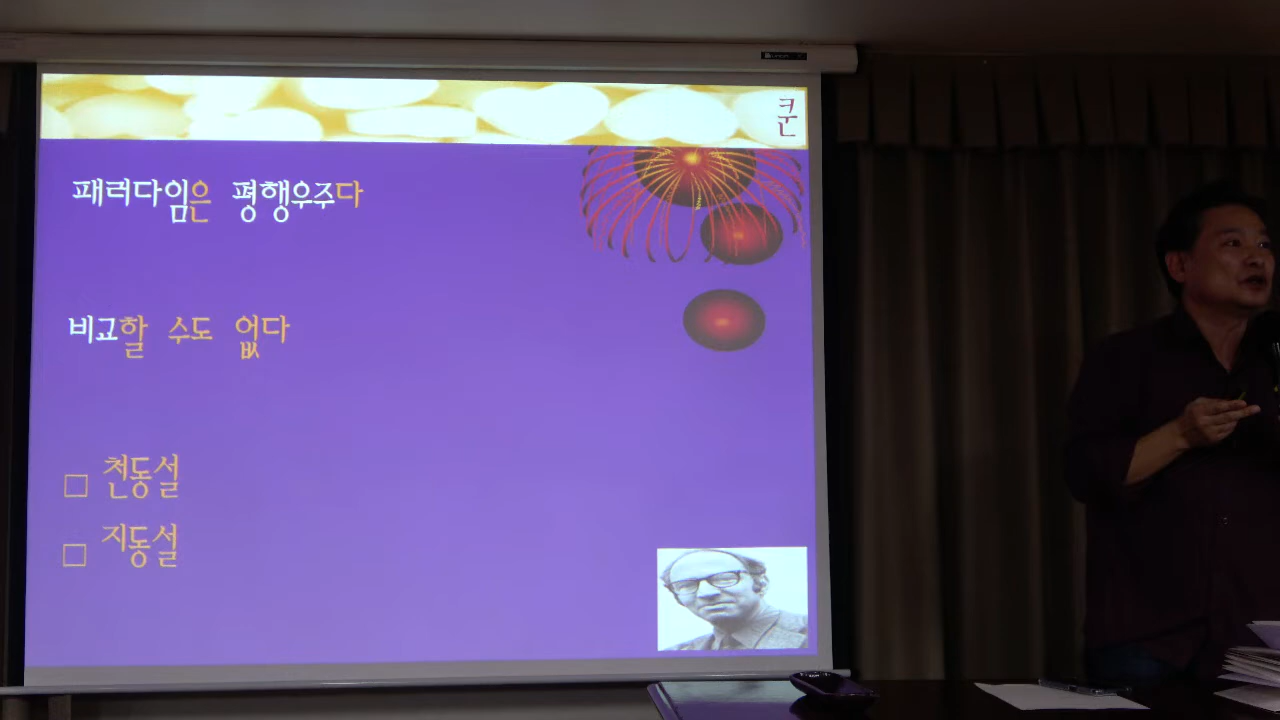 쿤
패러다임은 평행우주다
비교할 수도 없다
□ 천동설
□ 지동설